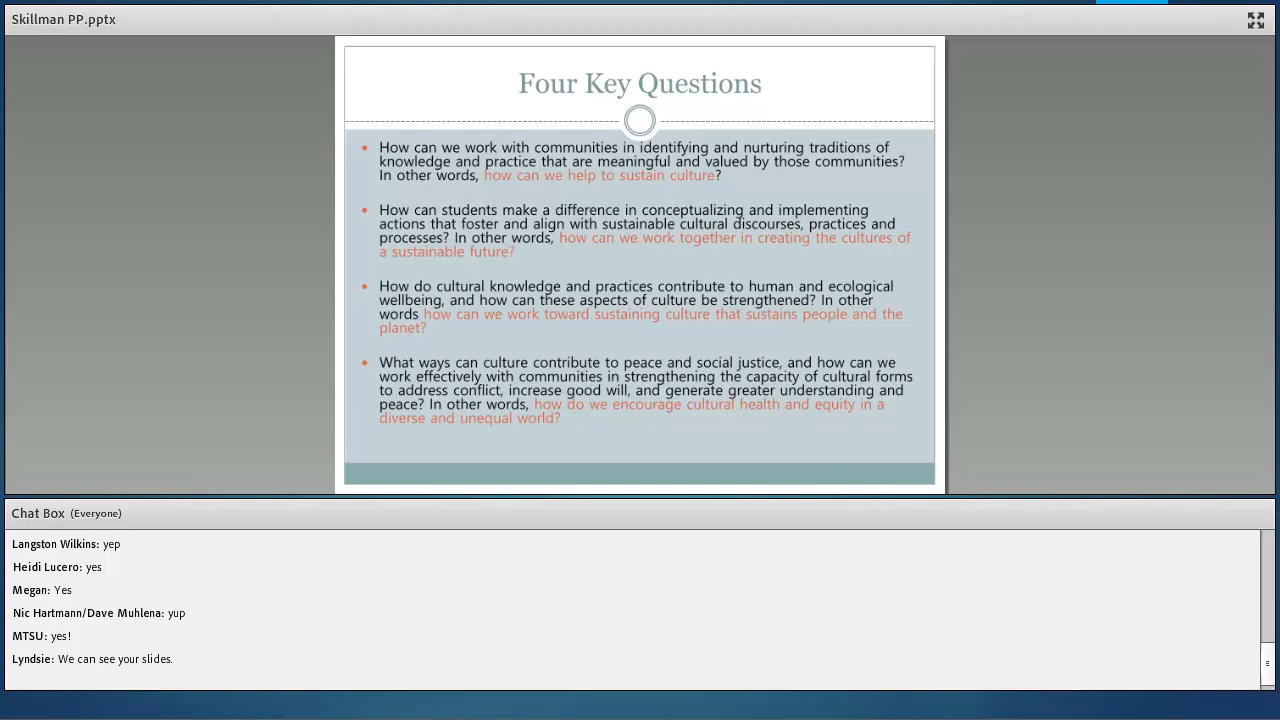 Skillman PP.pptx
Four Key Questions
• How can we work with communities in identifying and nurturing traditions of
knowledge and practice that are meaningful and valued by those communities?
In other words, how can we help to sustain culture?
• How can students make a difference in conceptualizing and implementing
actions that foster and align with sustainable cultural discourses, practices and
processes? In other words, how can we work together in creating the cultures of
a sustainable future?
• How do cultural knowledge and practices contribute to human and ecological
wellbeing, and how can these aspects of culture be strengthened? In other
words how can we work toward sustaining culture that sustains people and the
planet?
• What ways can culture contribute to peace and social justice, and how can we
work effectively with communities in strengthening the capacity of cultural forms
to address conflict, increase good will, and generate greater understanding and
peace? In other words, how do we encourage cultural health and equity in a
diverse and unequal world?
Chat Box (Everyone)
Langston Wilkins: yep
Heidi Lucero: yes
Megan: Yes
Nic Hartmann/Dave Muhlena: yup
MTSU: yes!
Lyndsie: We can see your slides.